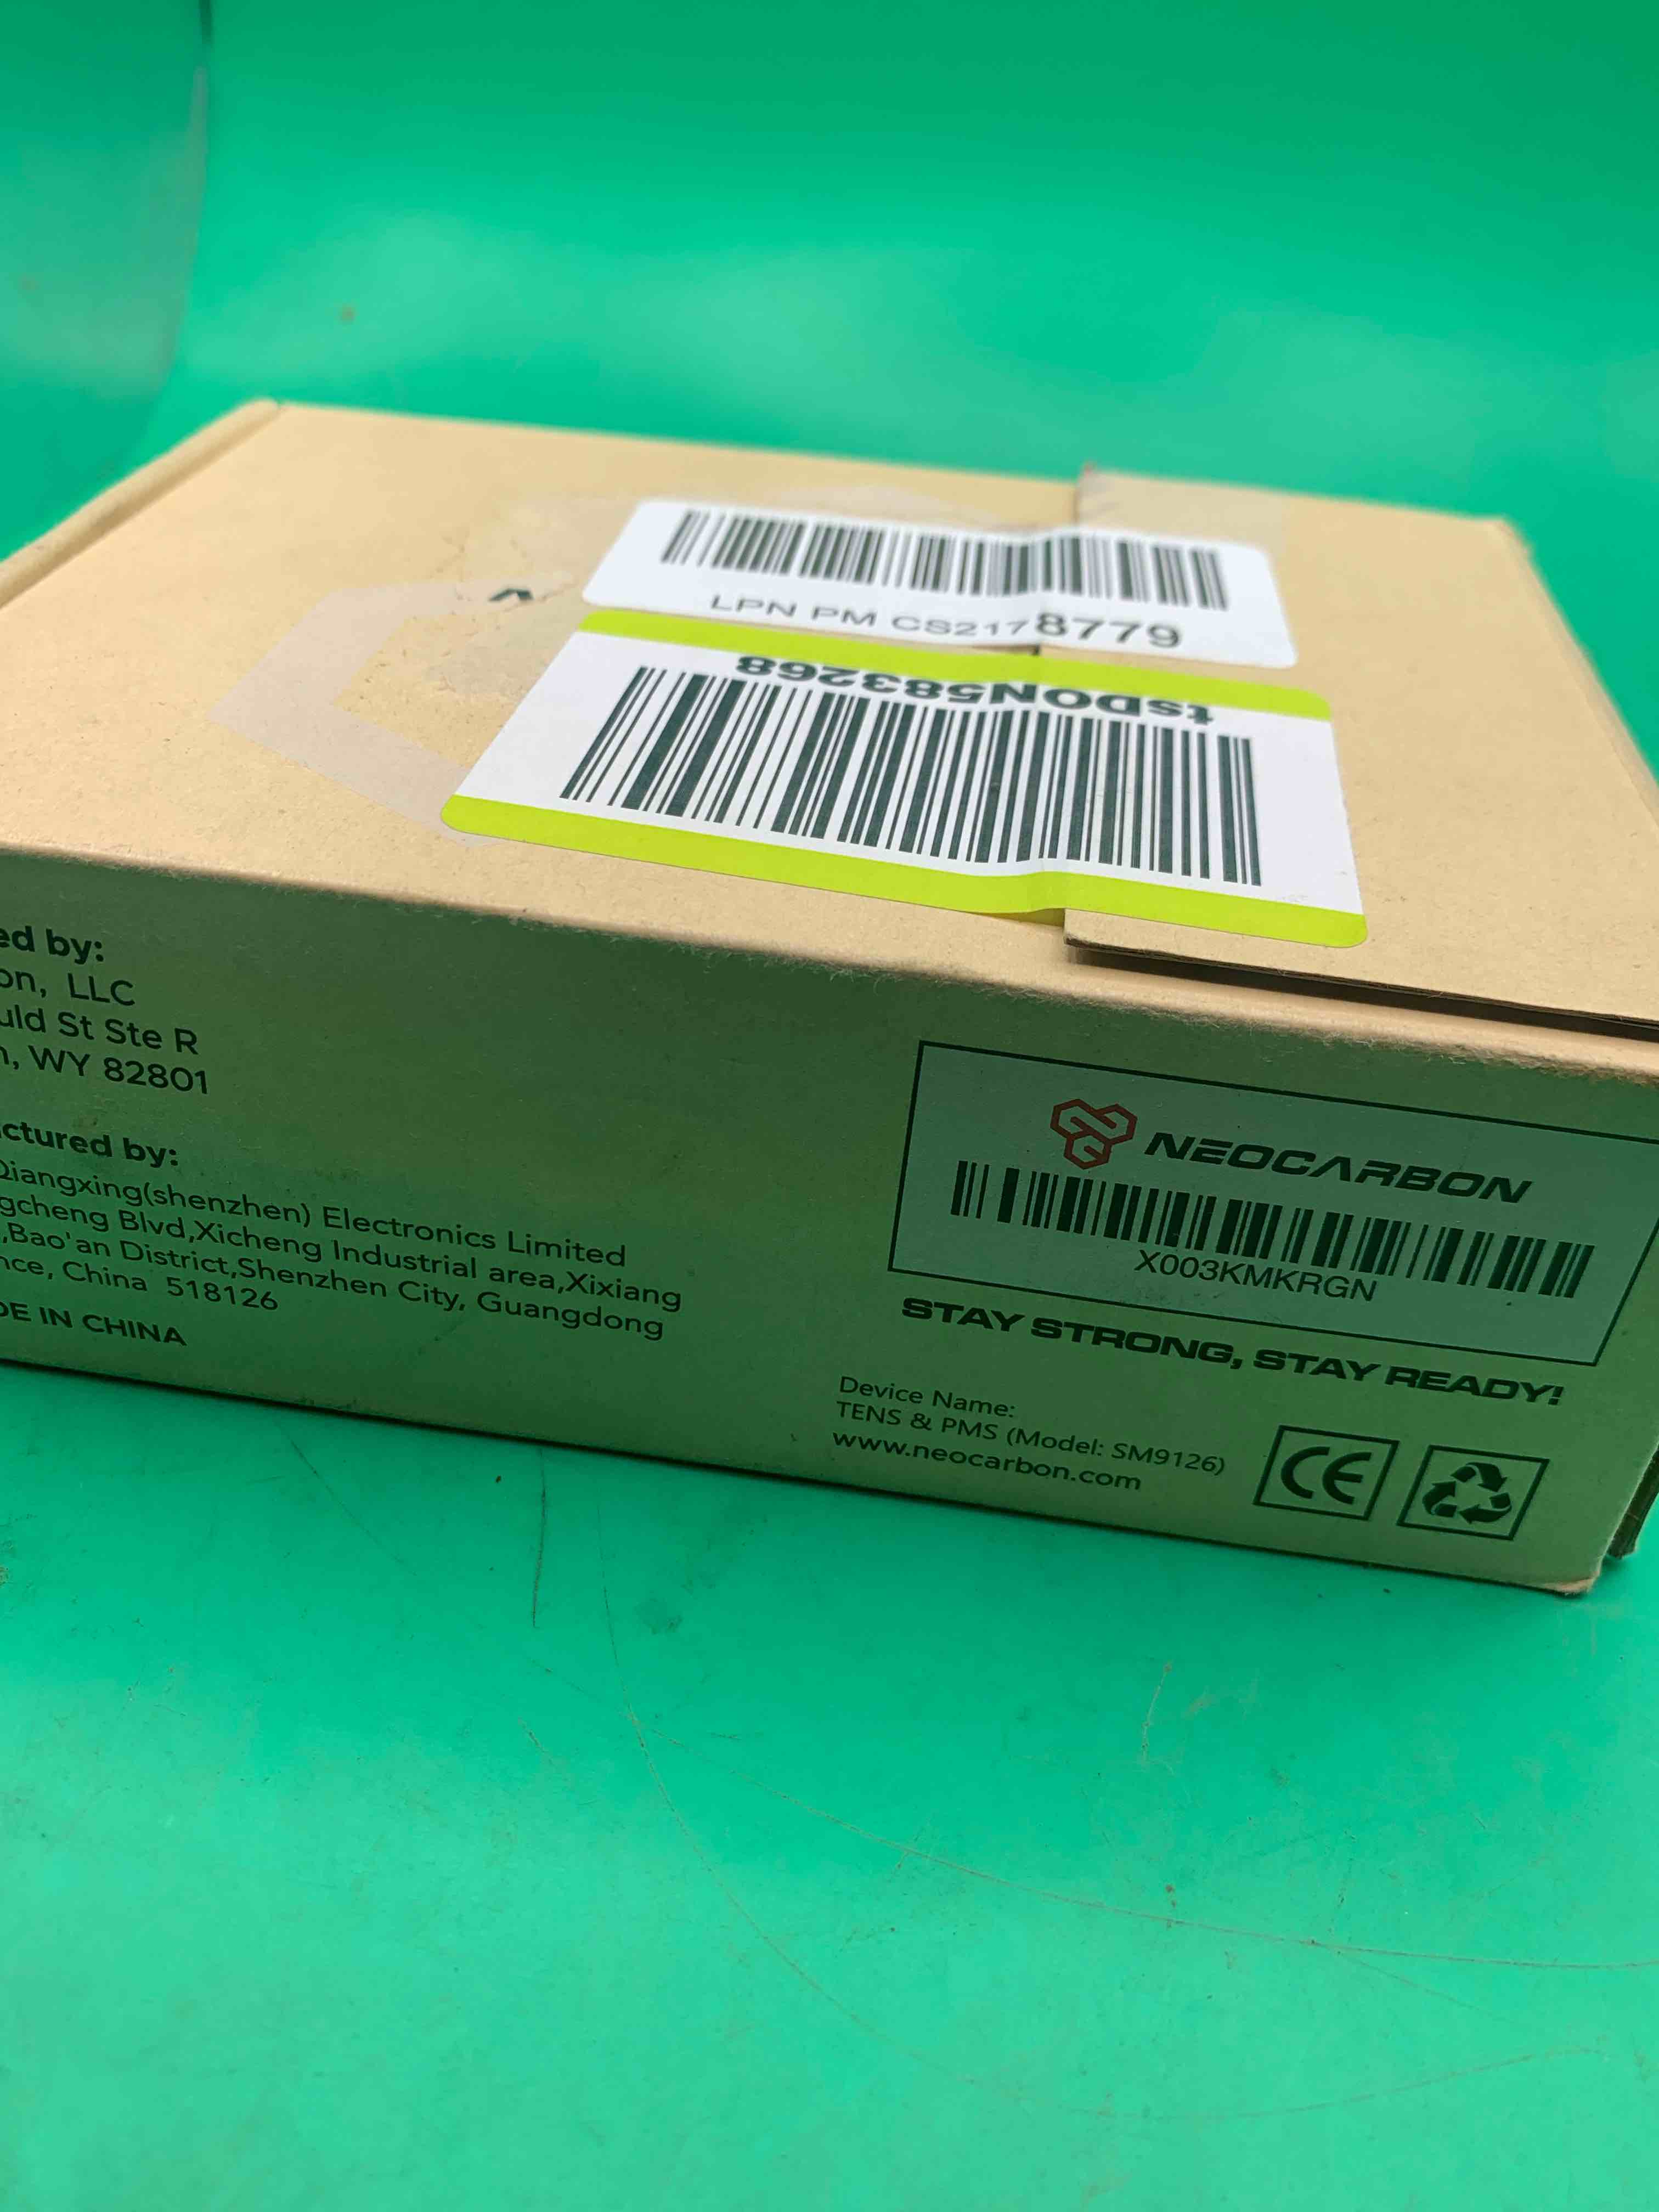 LPN PM CS2178779
tsDON583268
ed by:
on, LLC
uld St Ste R
, WY 82801
ctured by:
Qiangxing(shenzhen) Electronics Limited
gcheng Blvd,Xicheng Industrial area,Xixiang
,Bao'an District,Shenzhen City, Guangdong
nce, China 518126
DE IN CHINA
NEOCARBON
X003KMKRGN
STAY STRONG, STAY READY!
Device Name:
TENS & PMS (Model: SM9126)
www.neocarbon.com
CE